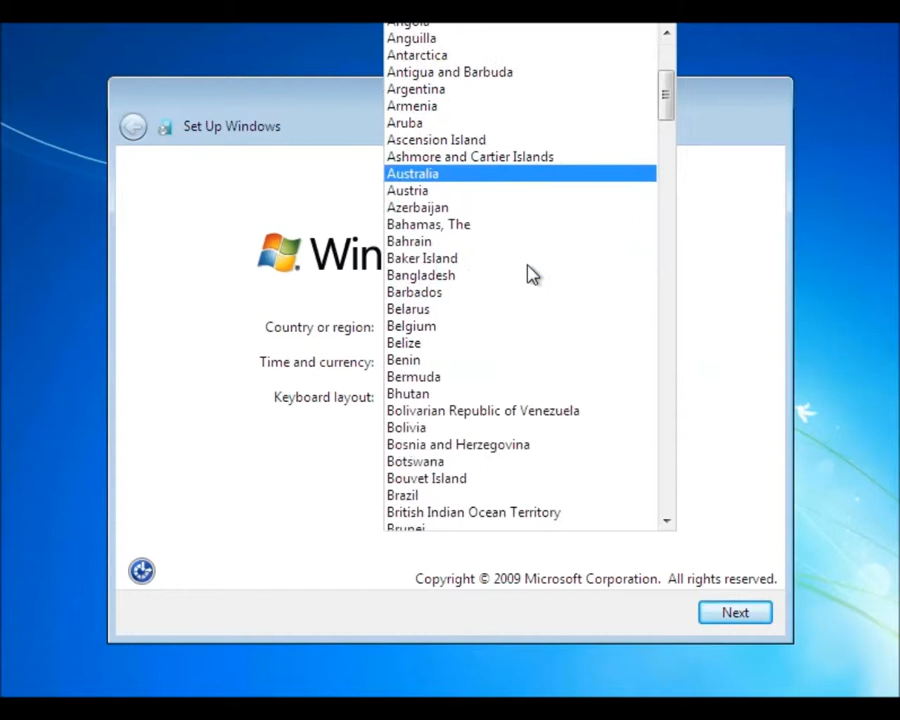 Angola
Anguilla
Antarctica
Antigua and Barbuda
Argentina
Armenia
Aruba
Set Up Windows
Ascension Island
Ashmore and Cartier Islands
Australia
Austria
Azerbaijan
Bahamas, The
Bahrain
Win
Baker Island
Bangladesh
Barbados
Belarus
Country or region:
Belgium
Belize
Time and currency:
Benin
Bermuda
Bhutan
Keyboard layout:
Bolivarian Republic of Venezuela
Bolivia
Bosnia and Herzegovina
Botswana
Bouvet Island
Brazil
British Indian Ocean Territory
Brunei
Copyright © 2009 Microsoft Corporation. All rights reserved.
Next